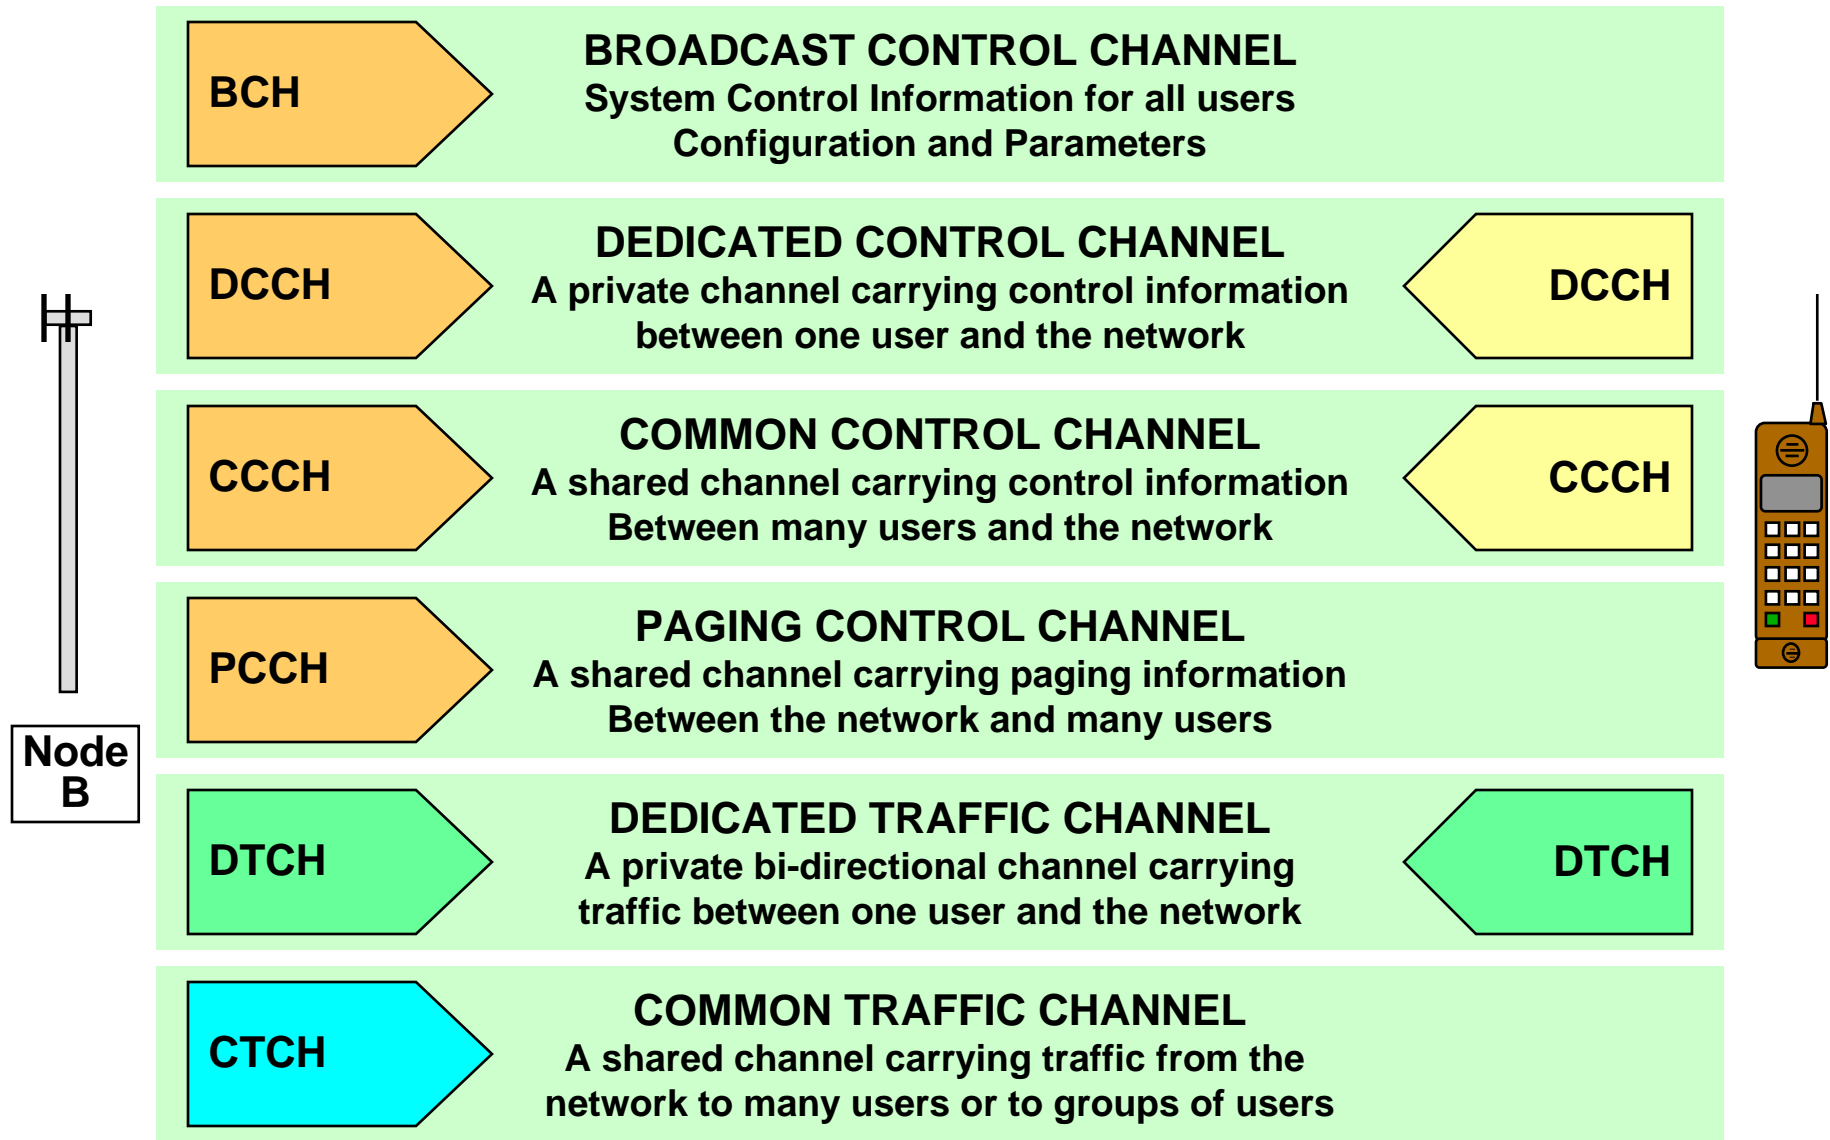 BCH
BROADCAST CONTROL CHANNEL
System Control Information for all users
Configuration and Parameters
DCCH
DEDICATED CONTROL CHANNEL
A private channel carrying control information
between one user and the network
DCCH
CCCH
COMMON CONTROL CHANNEL
A shared channel carrying control information
Between many users and the network
CCCH
PCCH
PAGING CONTROL CHANNEL
A shared channel carrying paging information
Between the network and many users
Node
B
DTCH
DEDICATED TRAFFIC CHANNEL
A private bi-directional channel carrying
traffic between one user and the network
DTCH
CTCH
COMMON TRAFFIC CHANNEL
A shared channel carrying traffic from the
network to many users or to groups of users